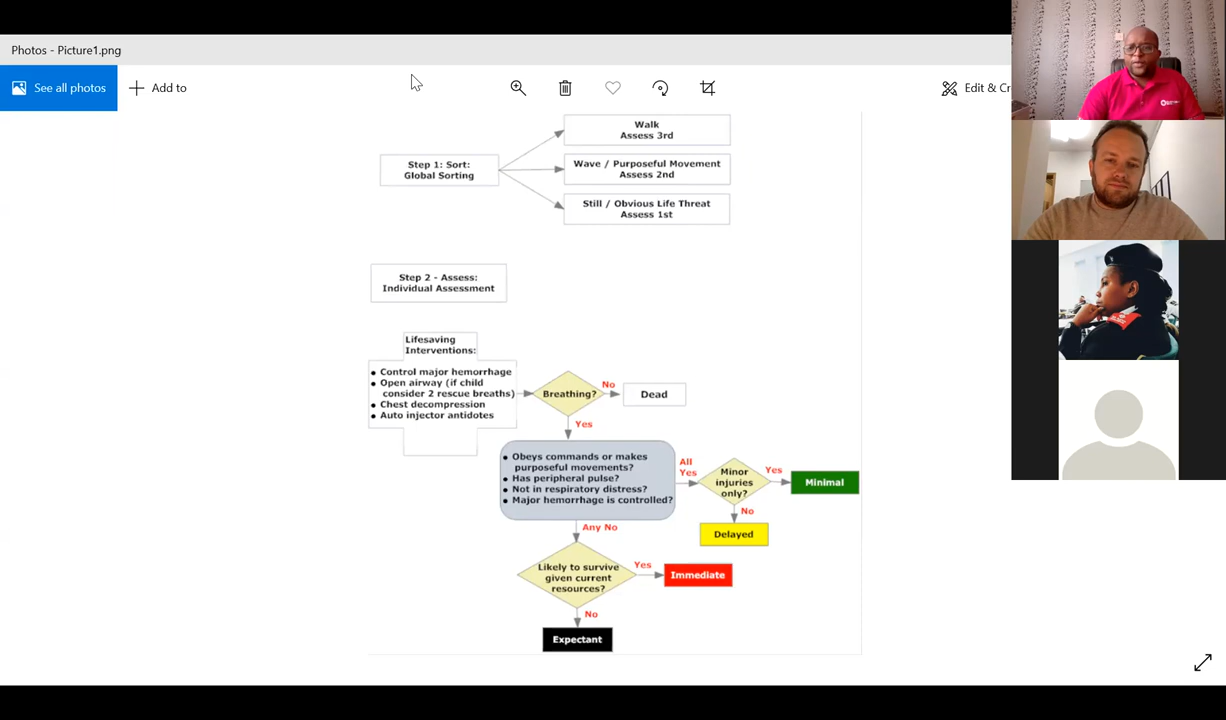 Photos - Picture1.png
See all photos
Add to
Edit & Cr
Walk
Assess 3rd
Step 1: Sort:
Global Sorting
Wave / Purposeful Movement
Assess 2nd
Still / Obvious Life Threat
Assess 1st
Step 2 - Assess:
Individual Assessment
Lifesaving
Interventions:
Control major hemorrhage
Open airway (if child
consider 2 rescue breaths)
Chest decompression
Auto injector antidotes
Breathing?
No
Dead
Yes
Obeys commands or makes
purposeful movements?
Has peripheral pulse?
Not in respiratory distress?
Major hemorrhage is controlled?
All
Yes
Minor
injuries
only?
Yes
Minimal
No
Delayed
Any No
Likely to survive
given current
resources?
Yes
Immediate
No
Expectant